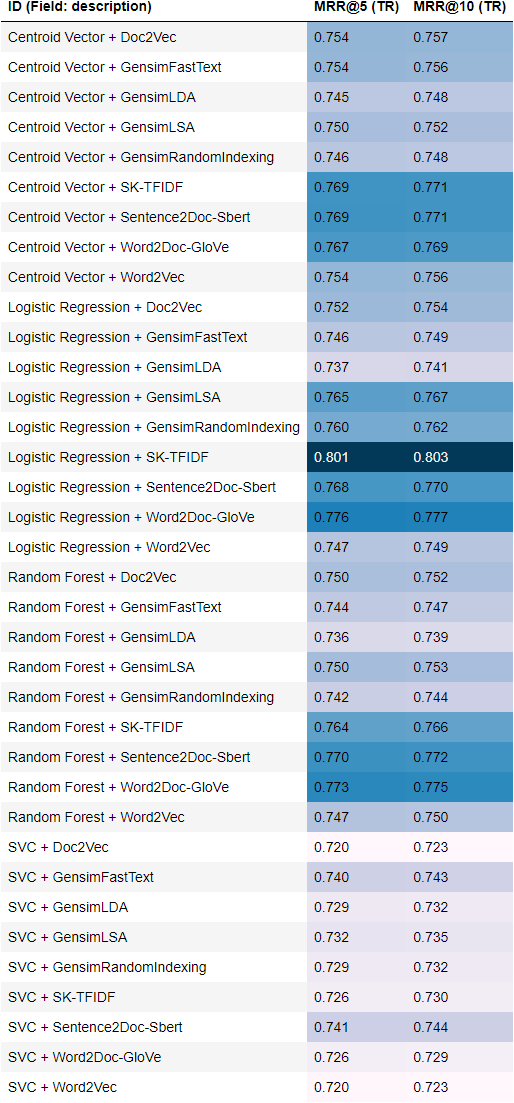 ID (Field: description) MRR@5 (TR) MRR@10 (TR)
Centroid Vector + Doc2Vec 0.754 0.757
Centroid Vector + GensimFastText 0.754 0.756
Centroid Vector + GensimLDA 0.745 0.748
Centroid Vector + GensimLSA 0.750 0.752
Centroid Vector + GensimRandomIndexing 0.746 0.748
Centroid Vector + SK-TFIDF 0.769 0.771
Centroid Vector + Sentence2Doc-Sbert 0.769 0.771
Centroid Vector + Word2Doc-GloVe 0.767 0.769
Centroid Vector + Word2Vec 0.754 0.756
Logistic Regression + Doc2Vec 0.752 0.754
Logistic Regression + GensimFastText 0.746 0.749
Logistic Regression + GensimLDA 0.737 0.741
Logistic Regression + GensimLSA 0.765 0.767
Logistic Regression + GensimRandomIndexing 0.760 0.762
Logistic Regression + SK-TFIDF 0.801 0.803
Logistic Regression + Sentence2Doc-Sbert 0.768 0.770
Logistic Regression + Word2Doc-GloVe 0.776 0.777
Logistic Regression + Word2Vec 0.747 0.749
Random Forest + Doc2Vec 0.750 0.752
Random Forest + GensimFastText 0.744 0.747
Random Forest + GensimLDA 0.736 0.739
Random Forest + GensimLSA 0.750 0.753
Random Forest + GensimRandomIndexing 0.742 0.744
Random Forest + SK-TFIDF 0.764 0.766
Random Forest + Sentence2Doc-Sbert 0.770 0.772
Random Forest + Word2Doc-GloVe 0.773 0.775
Random Forest + Word2Vec 0.747 0.750
SVC + Doc2Vec 0.720 0.723
SVC + GensimFastText 0.740 0.743
SVC + GensimLDA 0.729 0.732
SVC + GensimLSA 0.732 0.735
SVC + GensimRandomIndexing 0.729 0.732
SVC + SK-TFIDF 0.726 0.730
SVC + Sentence2Doc-Sbert 0.741 0.744
SVC + Word2Doc-GloVe 0.726 0.729
SVC + Word2Vec 0.720 0.723